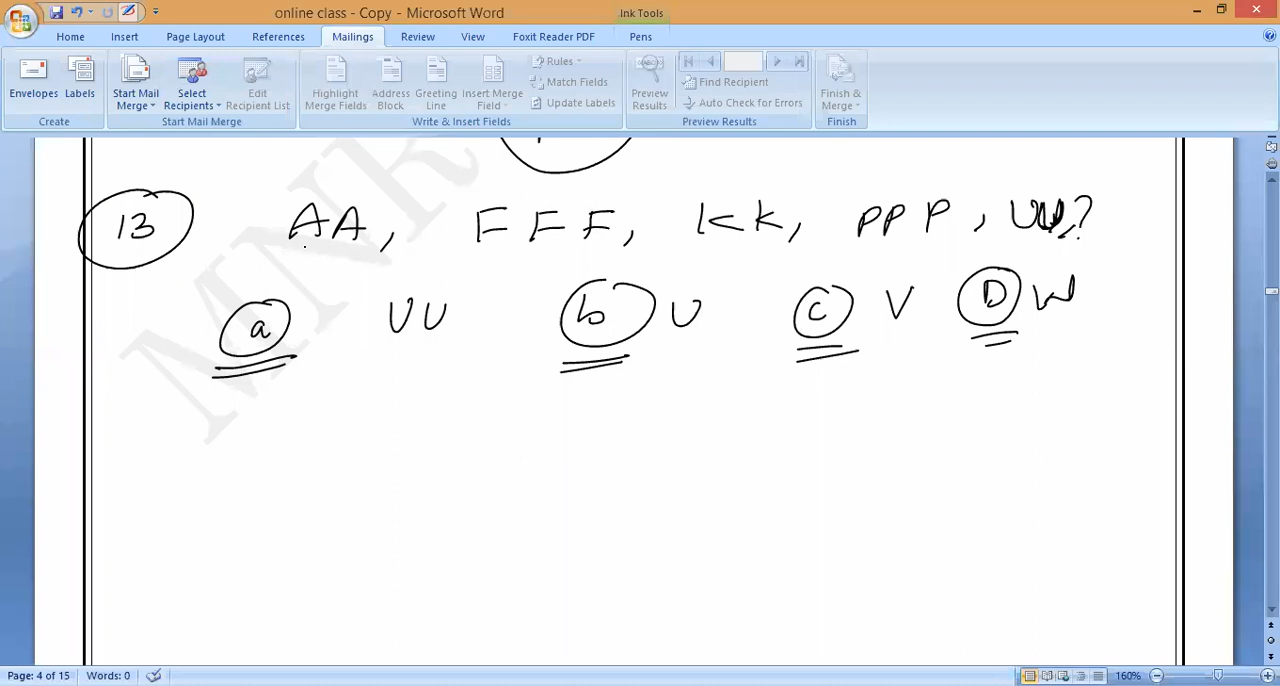 online class - Copy - Microsoft Word
Ink Tools
Home Insert Page Layout References Mailings Review View Foxit Reader PDF Pens
Envelopes Labels
Start Mail Merge Select Recipients Edit Recipient List
Highlight Merge Fields Address Block Greeting Line Insert Merge Field
Rules
Match Fields
Update Labels
Preview Results
Find Recipient
Auto Check for Errors
Finish & Merge
Create Start Mail Merge Write & Insert Fields Preview Results Finish
MNR
13 AA, FFF, KK, PPP, UU,?
a UU b U c V D W
Page: 4 of 15 Words: 0 160%